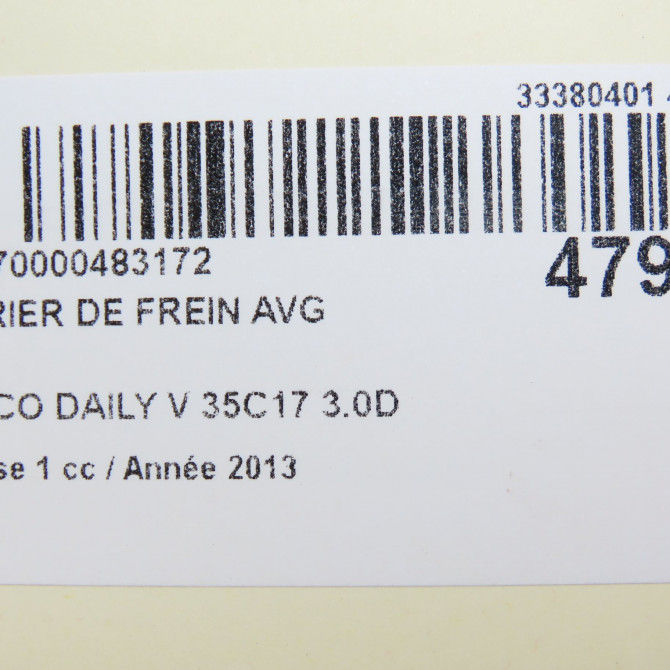 33380401 4
70000483172
479
RIER DE FREIN AVG
CO DAILY V 35C17 3.0D
se 1 cc / Année 2013